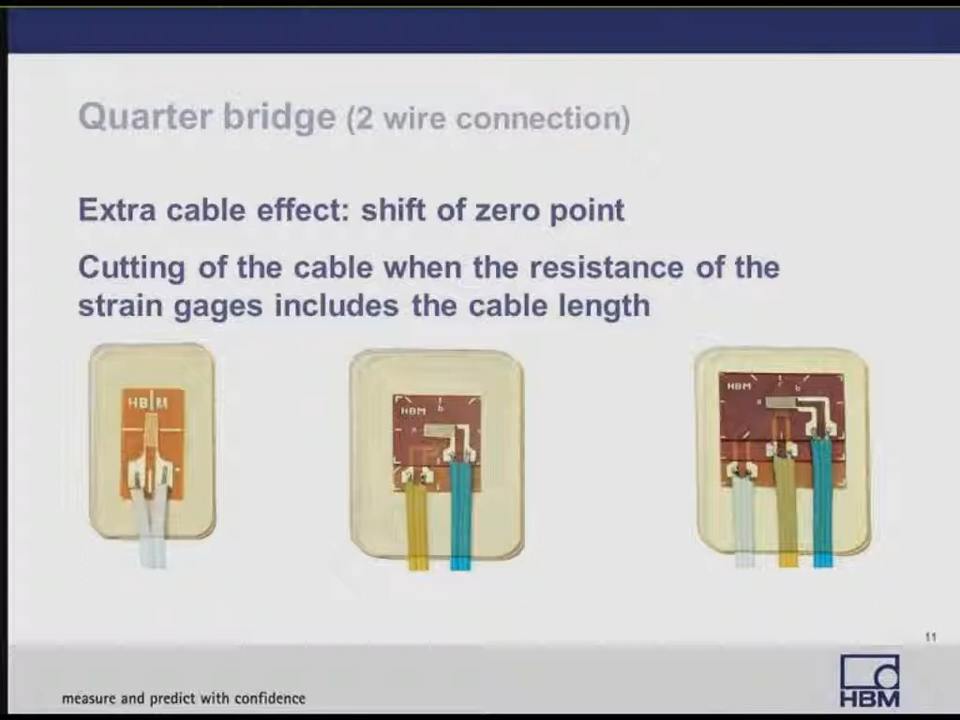 Quarter bridge (2 wire connection)
Extra cable effect: shift of zero point
Cutting of the cable when the resistance of the
strain gages includes the cable length
HBM
HBM
b
a
HBM
b
a
11
measure and predict with confidence
HBM